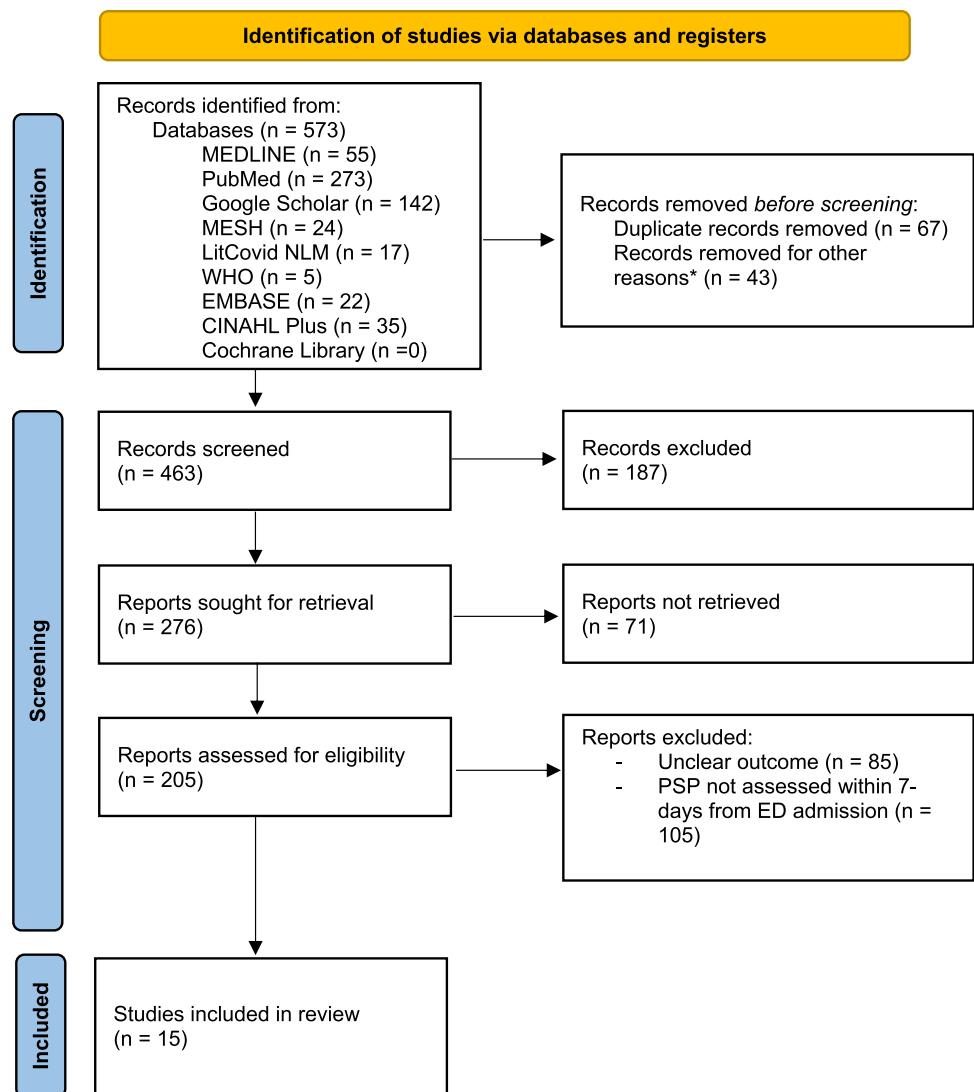 Identification of studies via databases and registers
Identification
Records identified from:
Databases (n = 573)
MEDLINE (n = 55)
PubMed (n = 273)
Google Scholar (n = 142)
MESH (n = 24)
LitCovid NLM (n = 17)
WHO (n = 5)
EMBASE (n = 22)
CINAHL Plus (n = 35)
Cochrane Library (n =0)
Records removed before screening:
Duplicate records removed (n = 67)
Records removed for other
reasons* (n = 43)
Screening
Records screened
(n = 463)
Records excluded
(n = 187)
Reports sought for retrieval
(n = 276)
Reports not retrieved
(n = 71)
Reports assessed for eligibility
(n = 205)
Reports excluded:
- Unclear outcome (n = 85)
- PSP not assessed within 7-
days from ED admission (n =
105)
Included
Studies included in review
(n = 15)